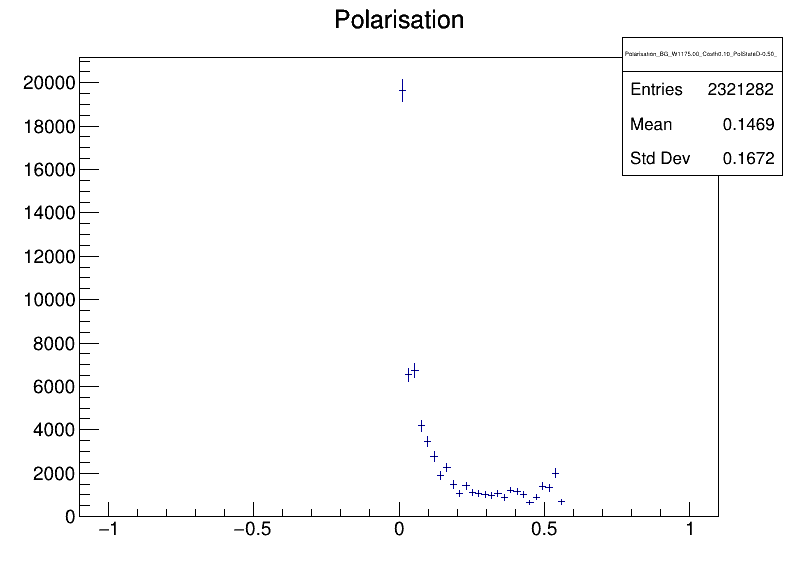 Polarisation
Polarisation_BG_W1175.00_Costh0.10_PolStateD-0.50_
Entries 2321282
Mean 0.1469
Std Dev 0.1672
20000
18000
16000
14000
12000
10000
8000
6000
4000
2000
0
−1 −0.5 0 0.5 1